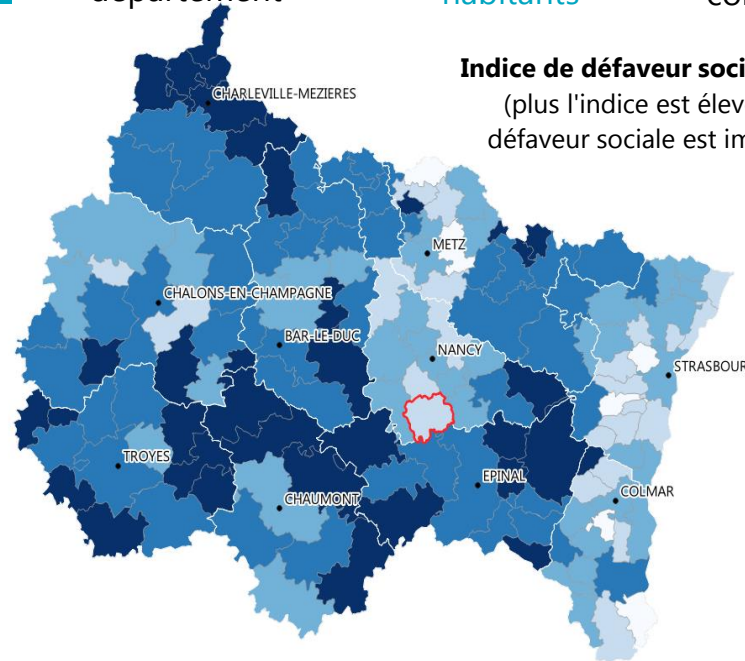 habitants
Indice de défaveur soci
(plus l'indice est élev
défaveur sociale est im
CHARLEVILLE-MEZIERES
METZ
CHALONS-EN-CHAMPAGNE
BAR-LE-DUC
NANCY
STRASBOUR
TROYES
EPINAL
CHAUMONT
COLMAR